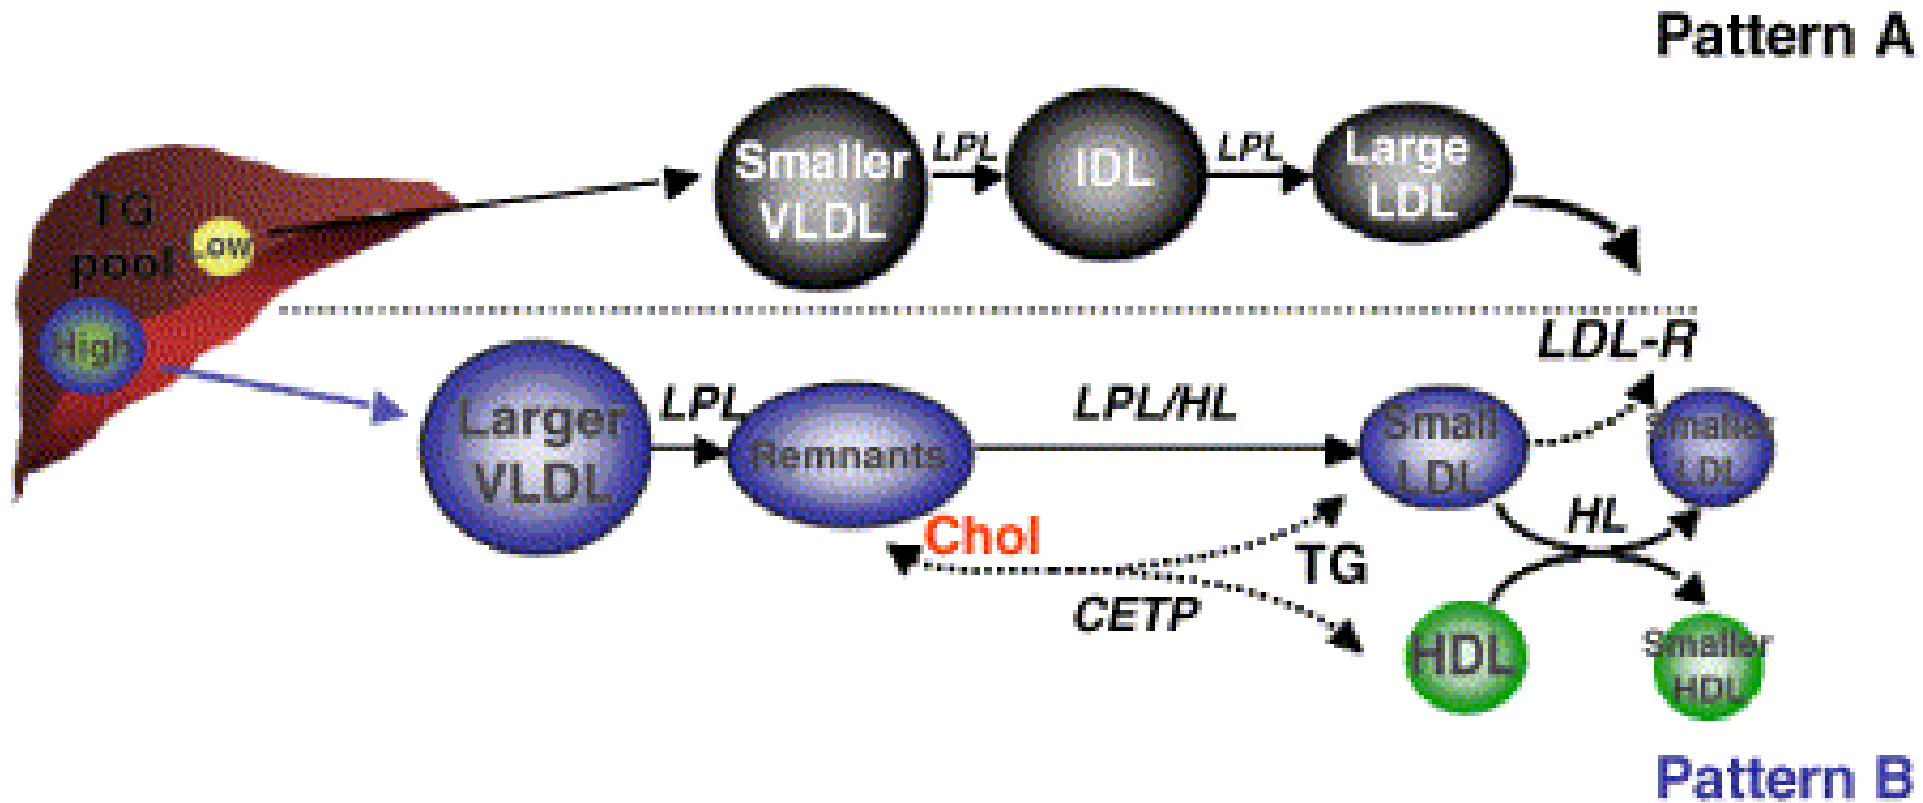 Pattern A
Smaller
VLDL
LPL
IDL
LPL
Large
LDL
TG
pool
Low
High
LDL-R
Larger
VLDL
LPL
Remnants
LPL/HL
Small
LDL
Smaller
LDL
Chol
TG
CETP
HL
HDL
Smaller
HDL
Pattern B